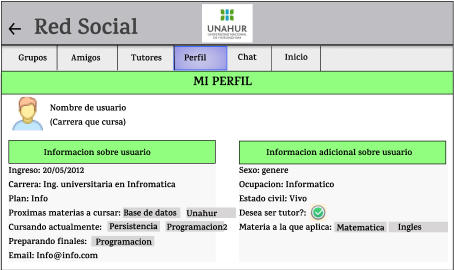 Red Social
UNAHUR
UNIVERSIDAD NACIONAL
DE HURLINGHAM
Grupos Amigos Tutores Perfil Chat Inicio
MI PERFIL
Nombre de usuario
(Carrera que cursa)
Informacion sobre usuario
Ingreso: 20/05/2012
Carrera: Ing. universitaria en Infromatica
Plan: Info
Proximas materias a cursar: Base de datos Unahur
Cursando actualmente: Persistencia Programacion2
Preparando finales: Programacion
Email: Info@info.com
Informacion adicional sobre usuario
Sexo: genere
Ocupacion: Informatico
Estado civil: Vivo
Desea ser tutor?:
Materia a la que aplica: Matematica Ingles